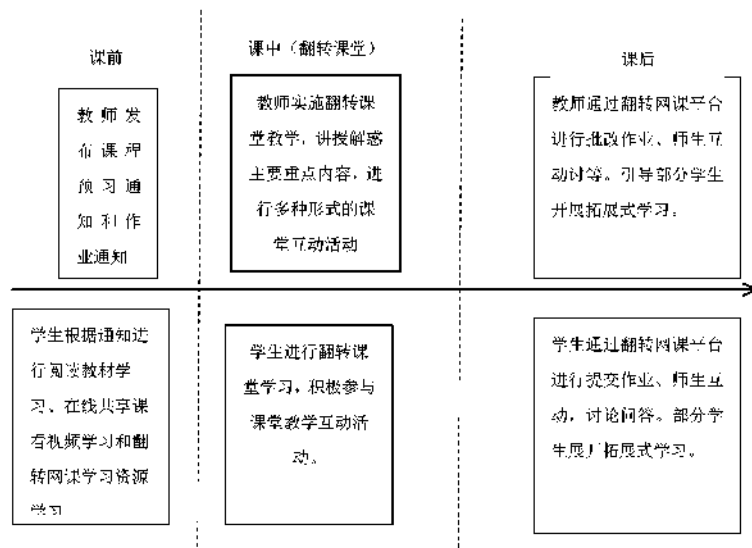 课前
课中（翻转课堂）
课后
教师发
布课程
预习通
知和作
业通知
教师实施翻转课
堂教学，讲授解惑
主要重点内容，进
行多种形式的课
堂互动活动
教师通过翻转网课平台
进行批改作业、师生互
动讨等。引导部分学生
开展拓展式学习。
学生根据通知进
行阅读教材学
习、在线共享课
看视频学习和翻
转网课学习资源
学习
学生进行翻转课
堂学习，积极参与
课堂教学互动活
动。
学生通过翻转网课平台
进行提交作业、师生互
动，讨论问答。部分学
生展开拓展式学习。